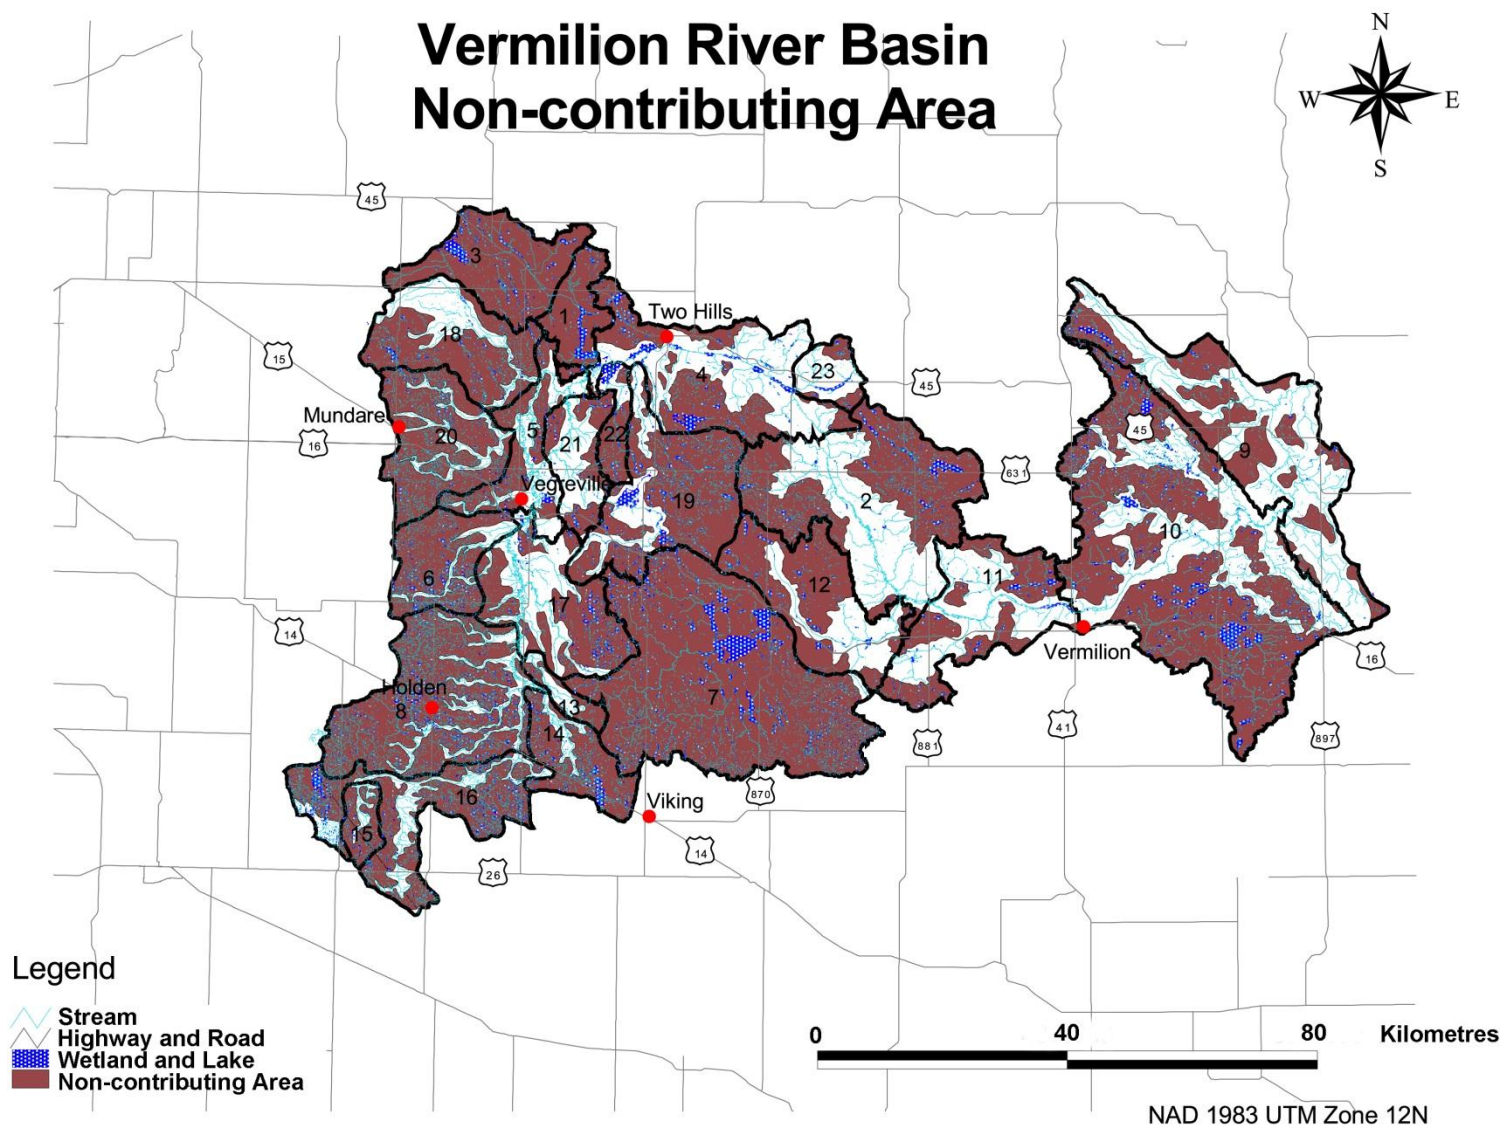 Vermilion River Basin
Non-contributing Area
N
W E
S
45
3
1
Two Hills
18
15
4
23
45
Mundare
16
20
5
21
22
45
9
Vegreville
631
19
2
10
6
12
11
17
14
Vermilion
16
Holden
8
7
13
14
41
881
897
16
Viking
870
15
14
26
Legend
Stream
Highway and Road
Wetland and Lake
Non-contributing Area
0 40 80 Kilometres
NAD 1983 UTM Zone 12N